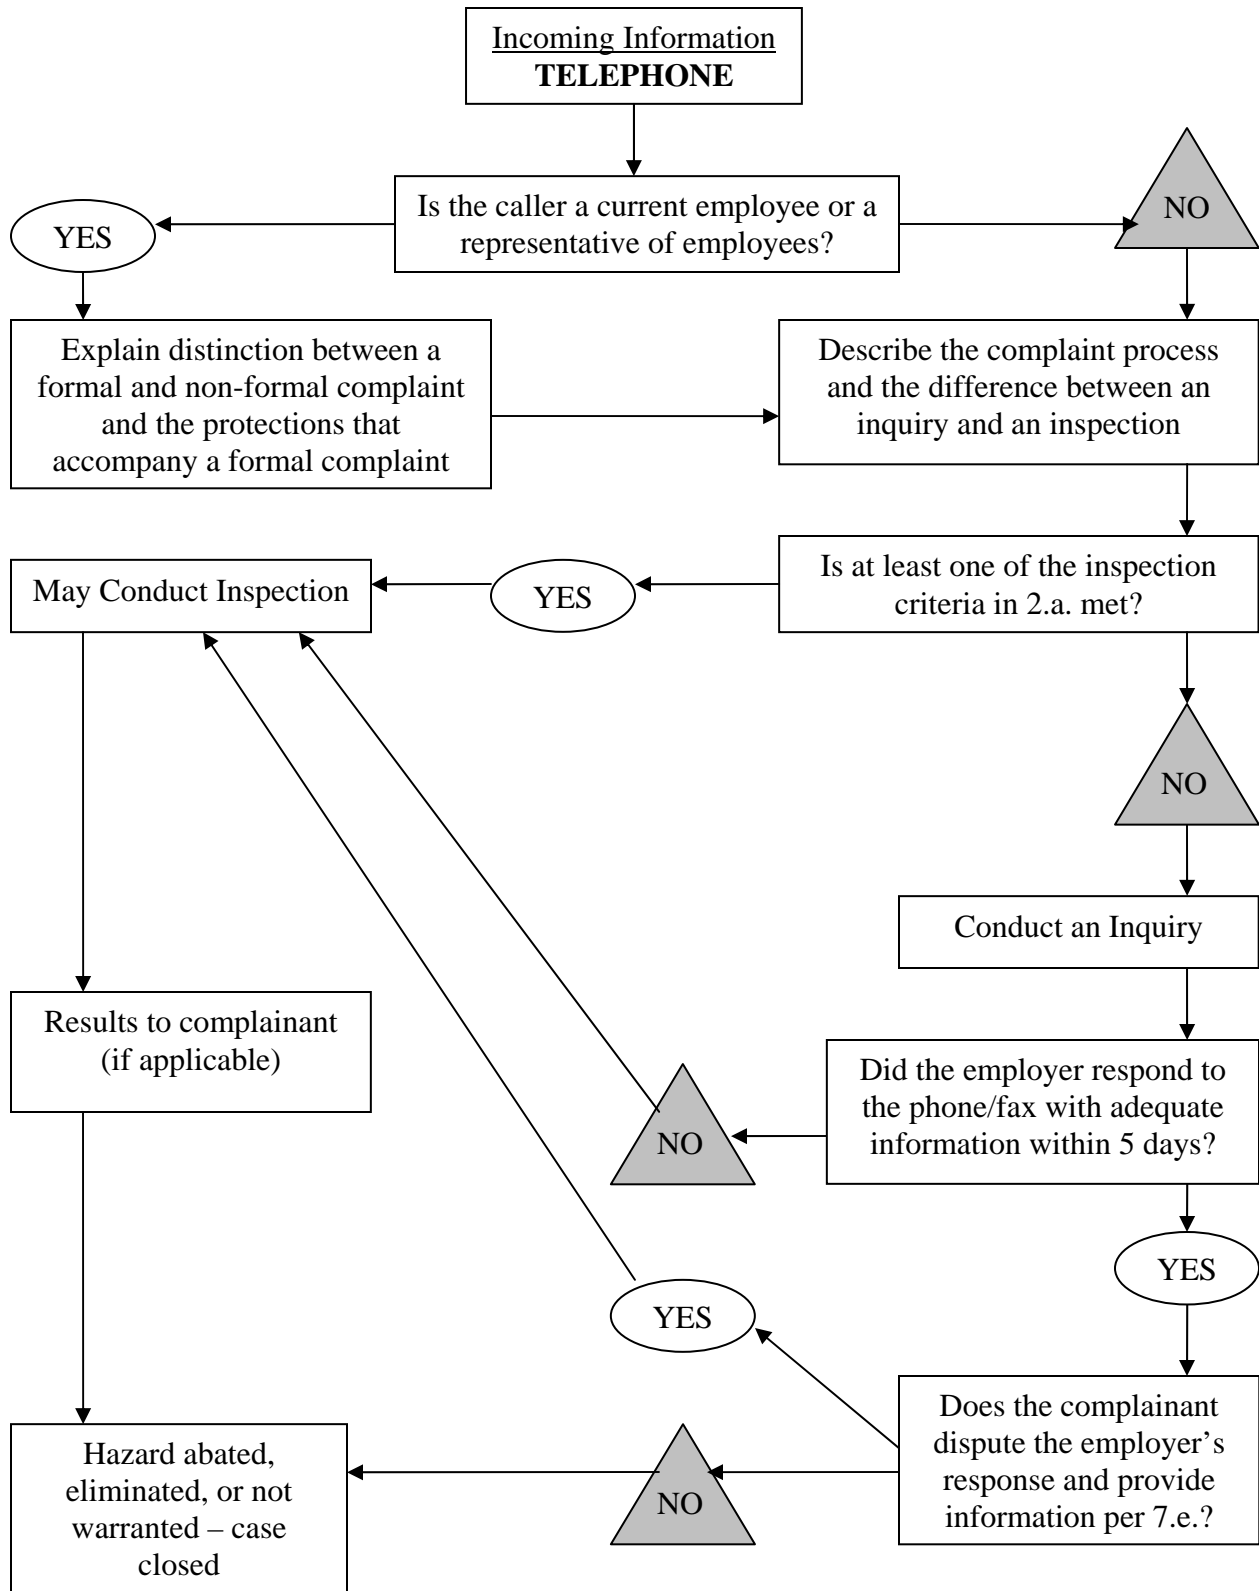 Incoming Information
TELEPHONE
Is the caller a current employee or a
representative of employees?
YES
NO
Explain distinction between a
formal and non-formal complaint
and the protections that
accompany a formal complaint
Describe the complaint process
and the difference between an
inquiry and an inspection
May Conduct Inspection
YES
Is at least one of the inspection
criteria in 2.a. met?
NO
Conduct an Inquiry
Results to complainant
(if applicable)
NO
Did the employer respond to
the phone/fax with adequate
information within 5 days?
YES
YES
Hazard abated,
eliminated, or not
warranted – case
closed
NO
Does the complainant
dispute the employer’s
response and provide
information per 7.e.?